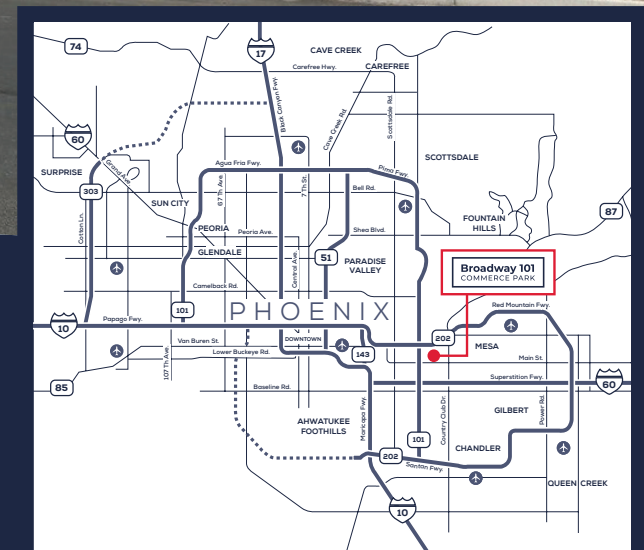 74
17
CAVE CREEK
Carefree Hwy.
CAREFREE
Black Canyon Fwy.
Cave Creek Rd
Scottsdale Rd.
60
SURPRISE
Grand Ave.
Agua Fria Fwy.
Pima Fwy.
SCOTTSDALE
303
SUN CITY
67 Th Ave
7 Th St.
Bell Rd.
Cotton Ln.
PEORIA
Peoria Ave.
Shea Blvd.
FOUNTAIN
HILLS
87
GLENDALE
Central Ave.
51
PARADISE
VALLEY
Broadway 101
COMMERCE PARK
Camelback Rd.
101
PHOENIX
Red Mountain Fwy.
10
Papago Fwy.
202
Van Buren St.
DOWNTOWN
MESA
107 Th Ave
Lower Buckeye Rd.
143
Main St.
85
Baseline Rd.
Superstition Fwy.
60
Maricopa Fwy.
Country Club Dr.
Power Rd.
AHWATUKEE
FOOTHILLS
GILBERT
101
202
Santan Fwy.
CHANDLER
QUEEN CREEK
10